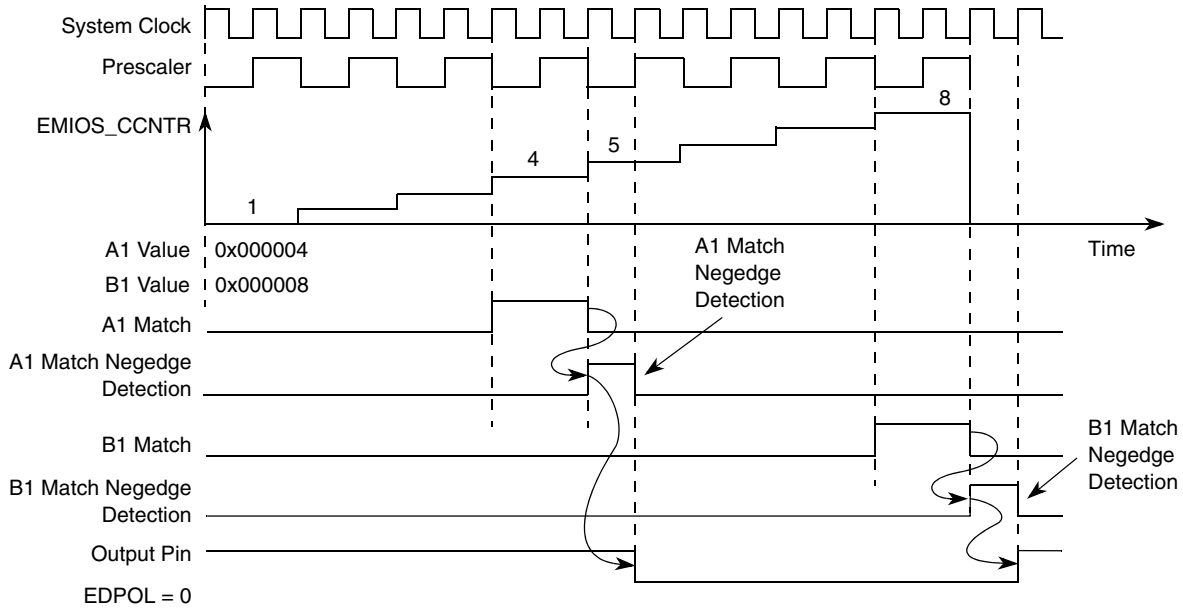 System Clock
Prescaler
8
EMIOS_CCNTR
5
4
1
A1 Value 0x000004
A1 Match
Negedge
Detection
Time
B1 Value 0x000008
A1 Match
A1 Match Negedge
Detection
B1 Match
B1 Match
Negedge
Detection
B1 Match Negedge
Detection
Output Pin
EDPOL = 0